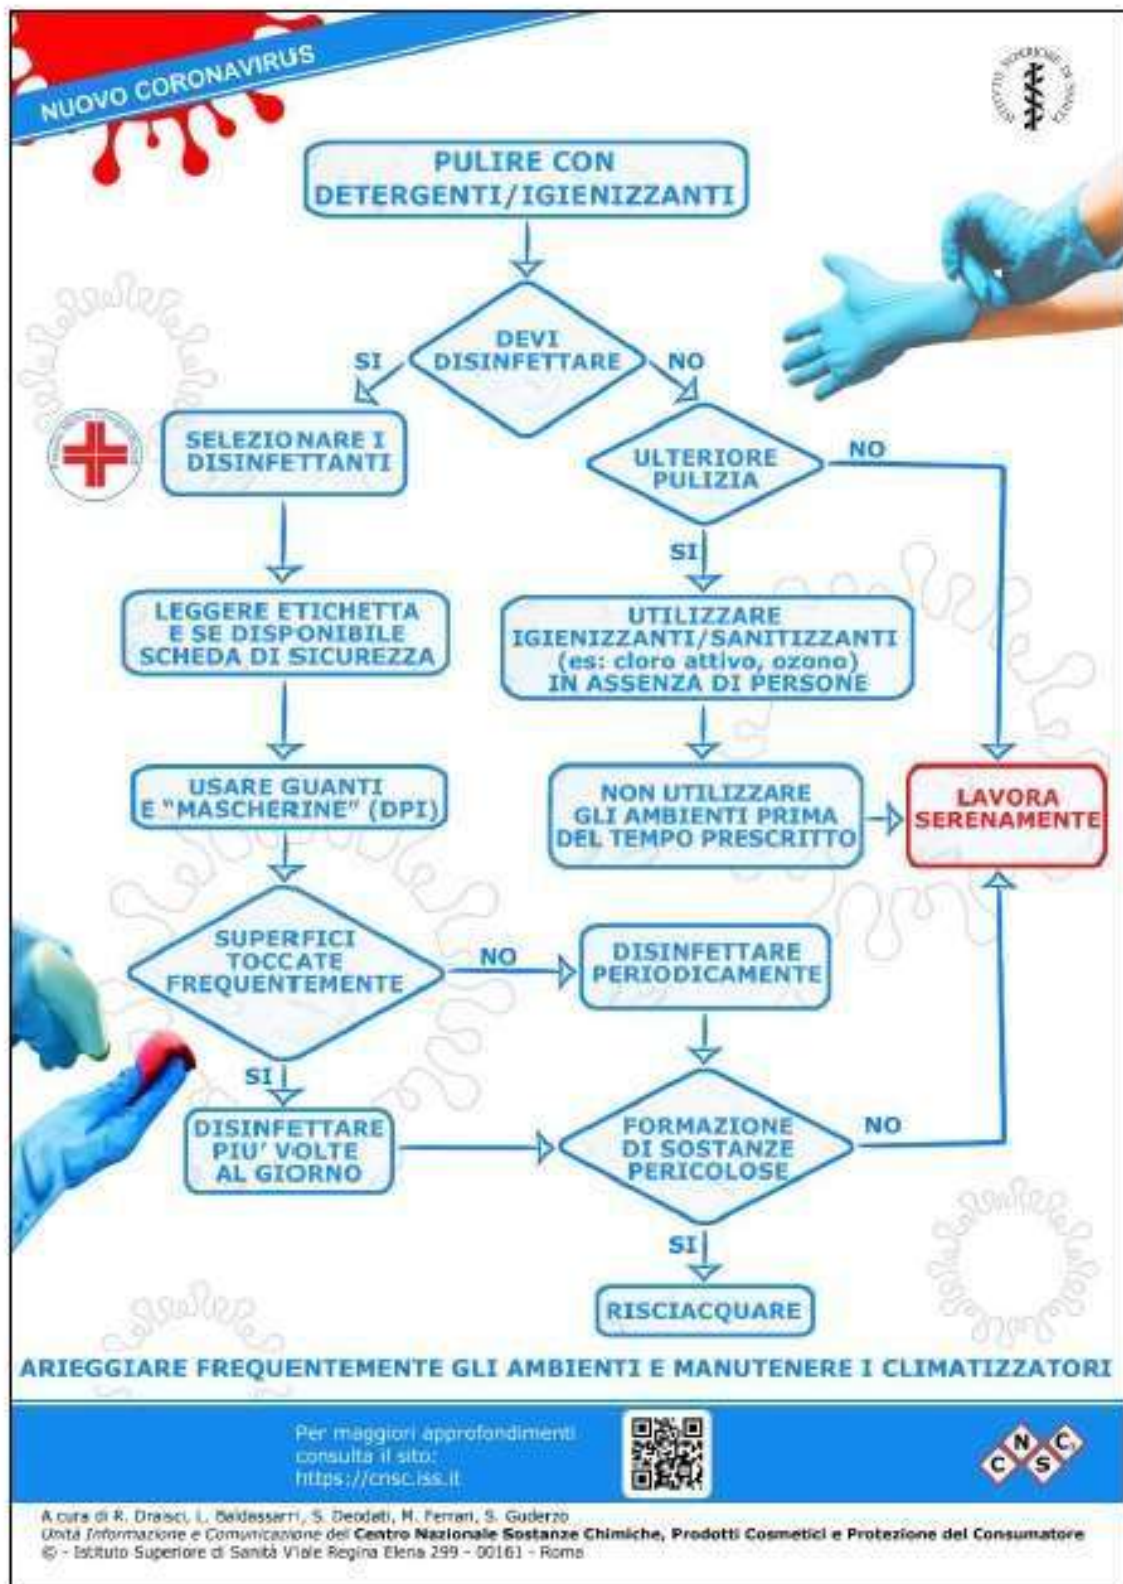 NUOVO CORONAVIRUS
ISTITUTO SUPERIORE DI SANITÀ
PULIRE CON
DETERGENTI/IGIENIZZANTI
DEVI
DISINFETTARE
SI
NO
SELEZIONARE I
DISINFETTANTI
ULTERIORE
PULIZIA
NO
SI
LEGGERE ETICHETTA
E SE DISPONIBILE
SCHEDA DI SICUREZZA
UTILIZZARE
IGIENIZZANTI/SANITIZZANTI
(es: cloro attivo, ozono)
IN ASSENZA DI PERSONE
USARE GUANTI
E “MASCHERINE” (DPI)
NON UTILIZZARE
GLI AMBIENTI PRIMA
DEL TEMPO PRESCRITTO
LAVORA
SERENAMENTE
SUPERFICI
TOCCATE
FREQUENTEMENTE
NO
DISINFETTARE
PERIODICAMENTE
SI
DISINFETTARE
PIU’ VOLTE
AL GIORNO
FORMAZIONE
DI SOSTANZE
PERICOLOSE
NO
SI
RISCIACQUARE
ARIEGGIARE FREQUENTEMENTE GLI AMBIENTI E MANUTENERE I CLIMATIZZATORI
Per maggiori approfondimenti
consulta il sito:
https://cnsc.iss.it
C N S C
A cura di R. Draisci, L. Baldassarri, S. Deodati, M. Ferrari, S. Guderzo
Unità Informazione e Comunicazione del Centro Nazionale Sostanze Chimiche, Prodotti Cosmetici e Protezione del Consumatore
© - Istituto Superiore di Sanità Viale Regina Elena 299 - 00161 - Roma